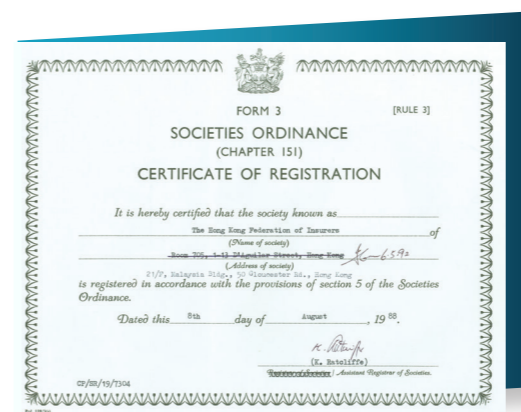 FORM 3
[RULE 3]
SOCIETIES ORDINANCE
(CHAPTER 151)
CERTIFICATE OF REGISTRATION
It is hereby certified that the society known as
The Hong Kong Federation of Insurers of
(Name of society)
Room 705, 1-13 D'Aguilar Street, Hong Kong
(Address of society)
21/F, Malaysia Bldg., 50 Gloucester Rd., Hong Kong
is registered in accordance with the provisions of section 5 of the Societies
Ordinance.
Dated this 8th day of August, 19 88.
(K. Ratcliffe)
Assistant Registrar of Societies.
CP/SR/19/7304